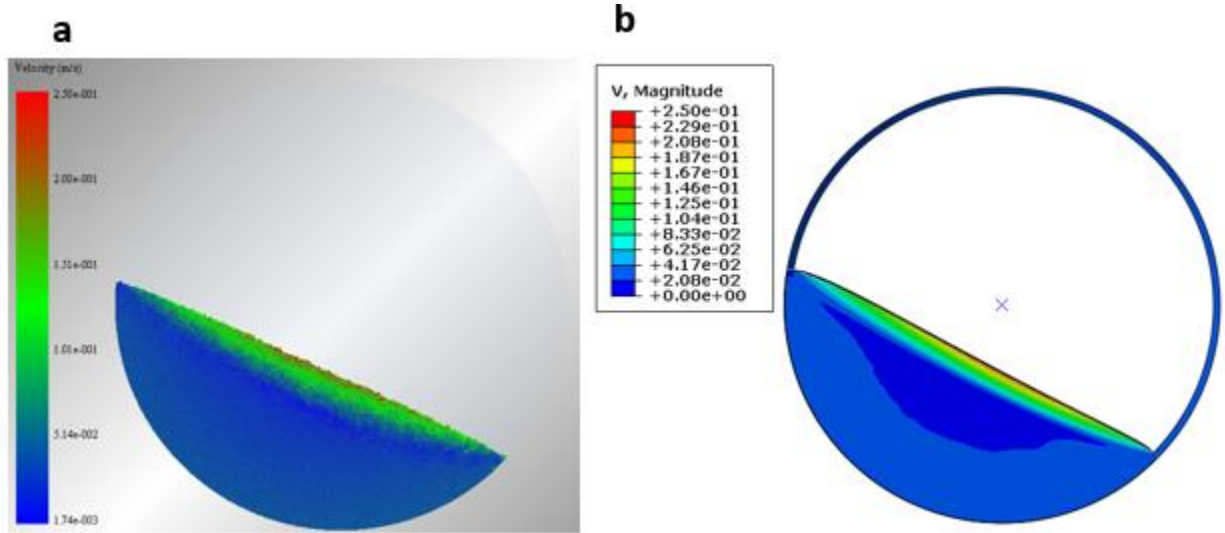 a
Velocity (m/s)
2.50e-001
2.00e-001
1.51e-001
1.01e-001
5.14e-002
1.74e-003
b
V, Magnitude
+2.50e-01
+2.29e-01
+2.08e-01
+1.87e-01
+1.67e-01
+1.46e-01
+1.25e-01
+1.04e-01
+8.33e-02
+6.25e-02
+4.17e-02
+2.08e-02
+0.00e+00